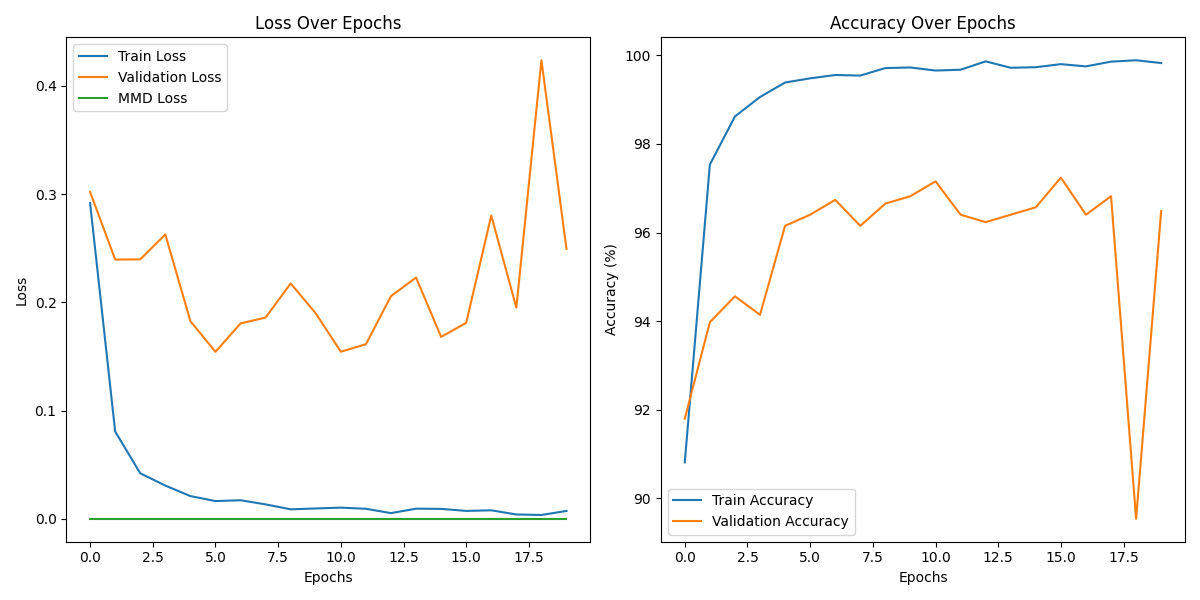 Loss Over Epochs
Train Loss
Validation Loss
MMD Loss
Loss
0.4
0.3
0.2
0.1
0.0
0.0 2.5 5.0 7.5 10.0 12.5 15.0 17.5
Epochs
Accuracy Over Epochs
Accuracy (%)
100
98
96
94
92
90
Train Accuracy
Validation Accuracy
0.0 2.5 5.0 7.5 10.0 12.5 15.0 17.5
Epochs